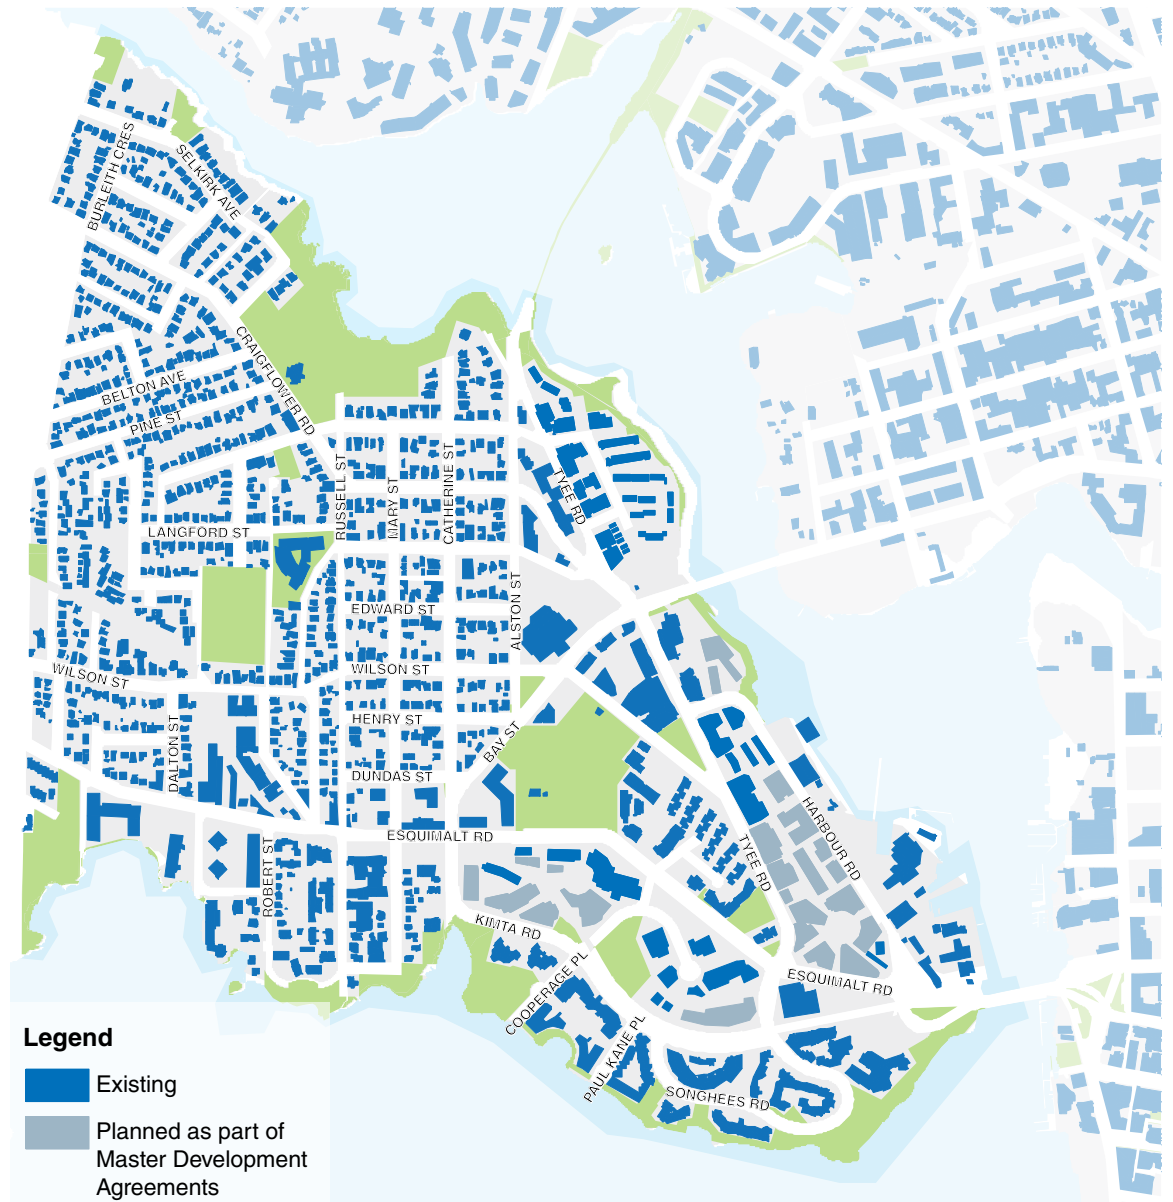 BURLEITH CRES
SELKIRK AVE
CRAIGFLOWER RD
BELTON AVE
PINE ST
RUSSELL ST
MARY ST
CATHERINE ST
TYEE RD
LANGFORD ST
ALSTON ST
EDWARD ST
WILSON ST
WILSON ST
DALTON ST
HENRY ST
BAY ST
DUNDAS ST
ESQUIMALT RD
HARBOUR RD
TYEE RD
ROBERT ST
KIMTA RD
COOPERAGE PL
ESQUIMALT RD
PAUL KANE PL
SONGHEES RD
Legend
Existing
Planned as part of
Master Development
Agreements